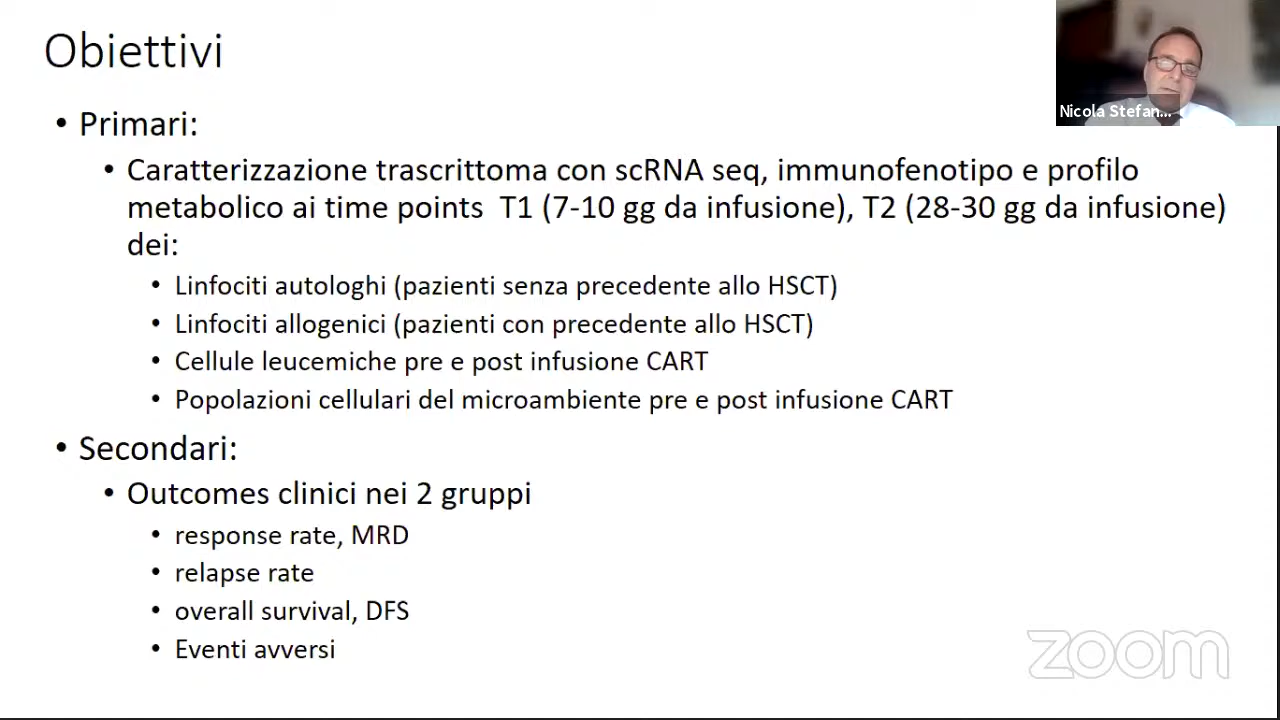 Obiettivi
Nicola Stefan...
• Primari:
• Caratterizzazione trascrittoma con scRNA seq, immunofenotipo e profilo
metabolico ai time points T1 (7-10 gg da infusione), T2 (28-30 gg da infusione)
dei:
• Linfociti autologhi (pazienti senza precedente allo HSCT)
• Linfociti allogenici (pazienti con precedente allo HSCT)
• Cellule leucemiche pre e post infusione CART
• Popolazioni cellulari del microambiente pre e post infusione CART
• Secondari:
• Outcomes clinici nei 2 gruppi
• response rate, MRD
• relapse rate
• overall survival, DFS
• Eventi avversi
zoom